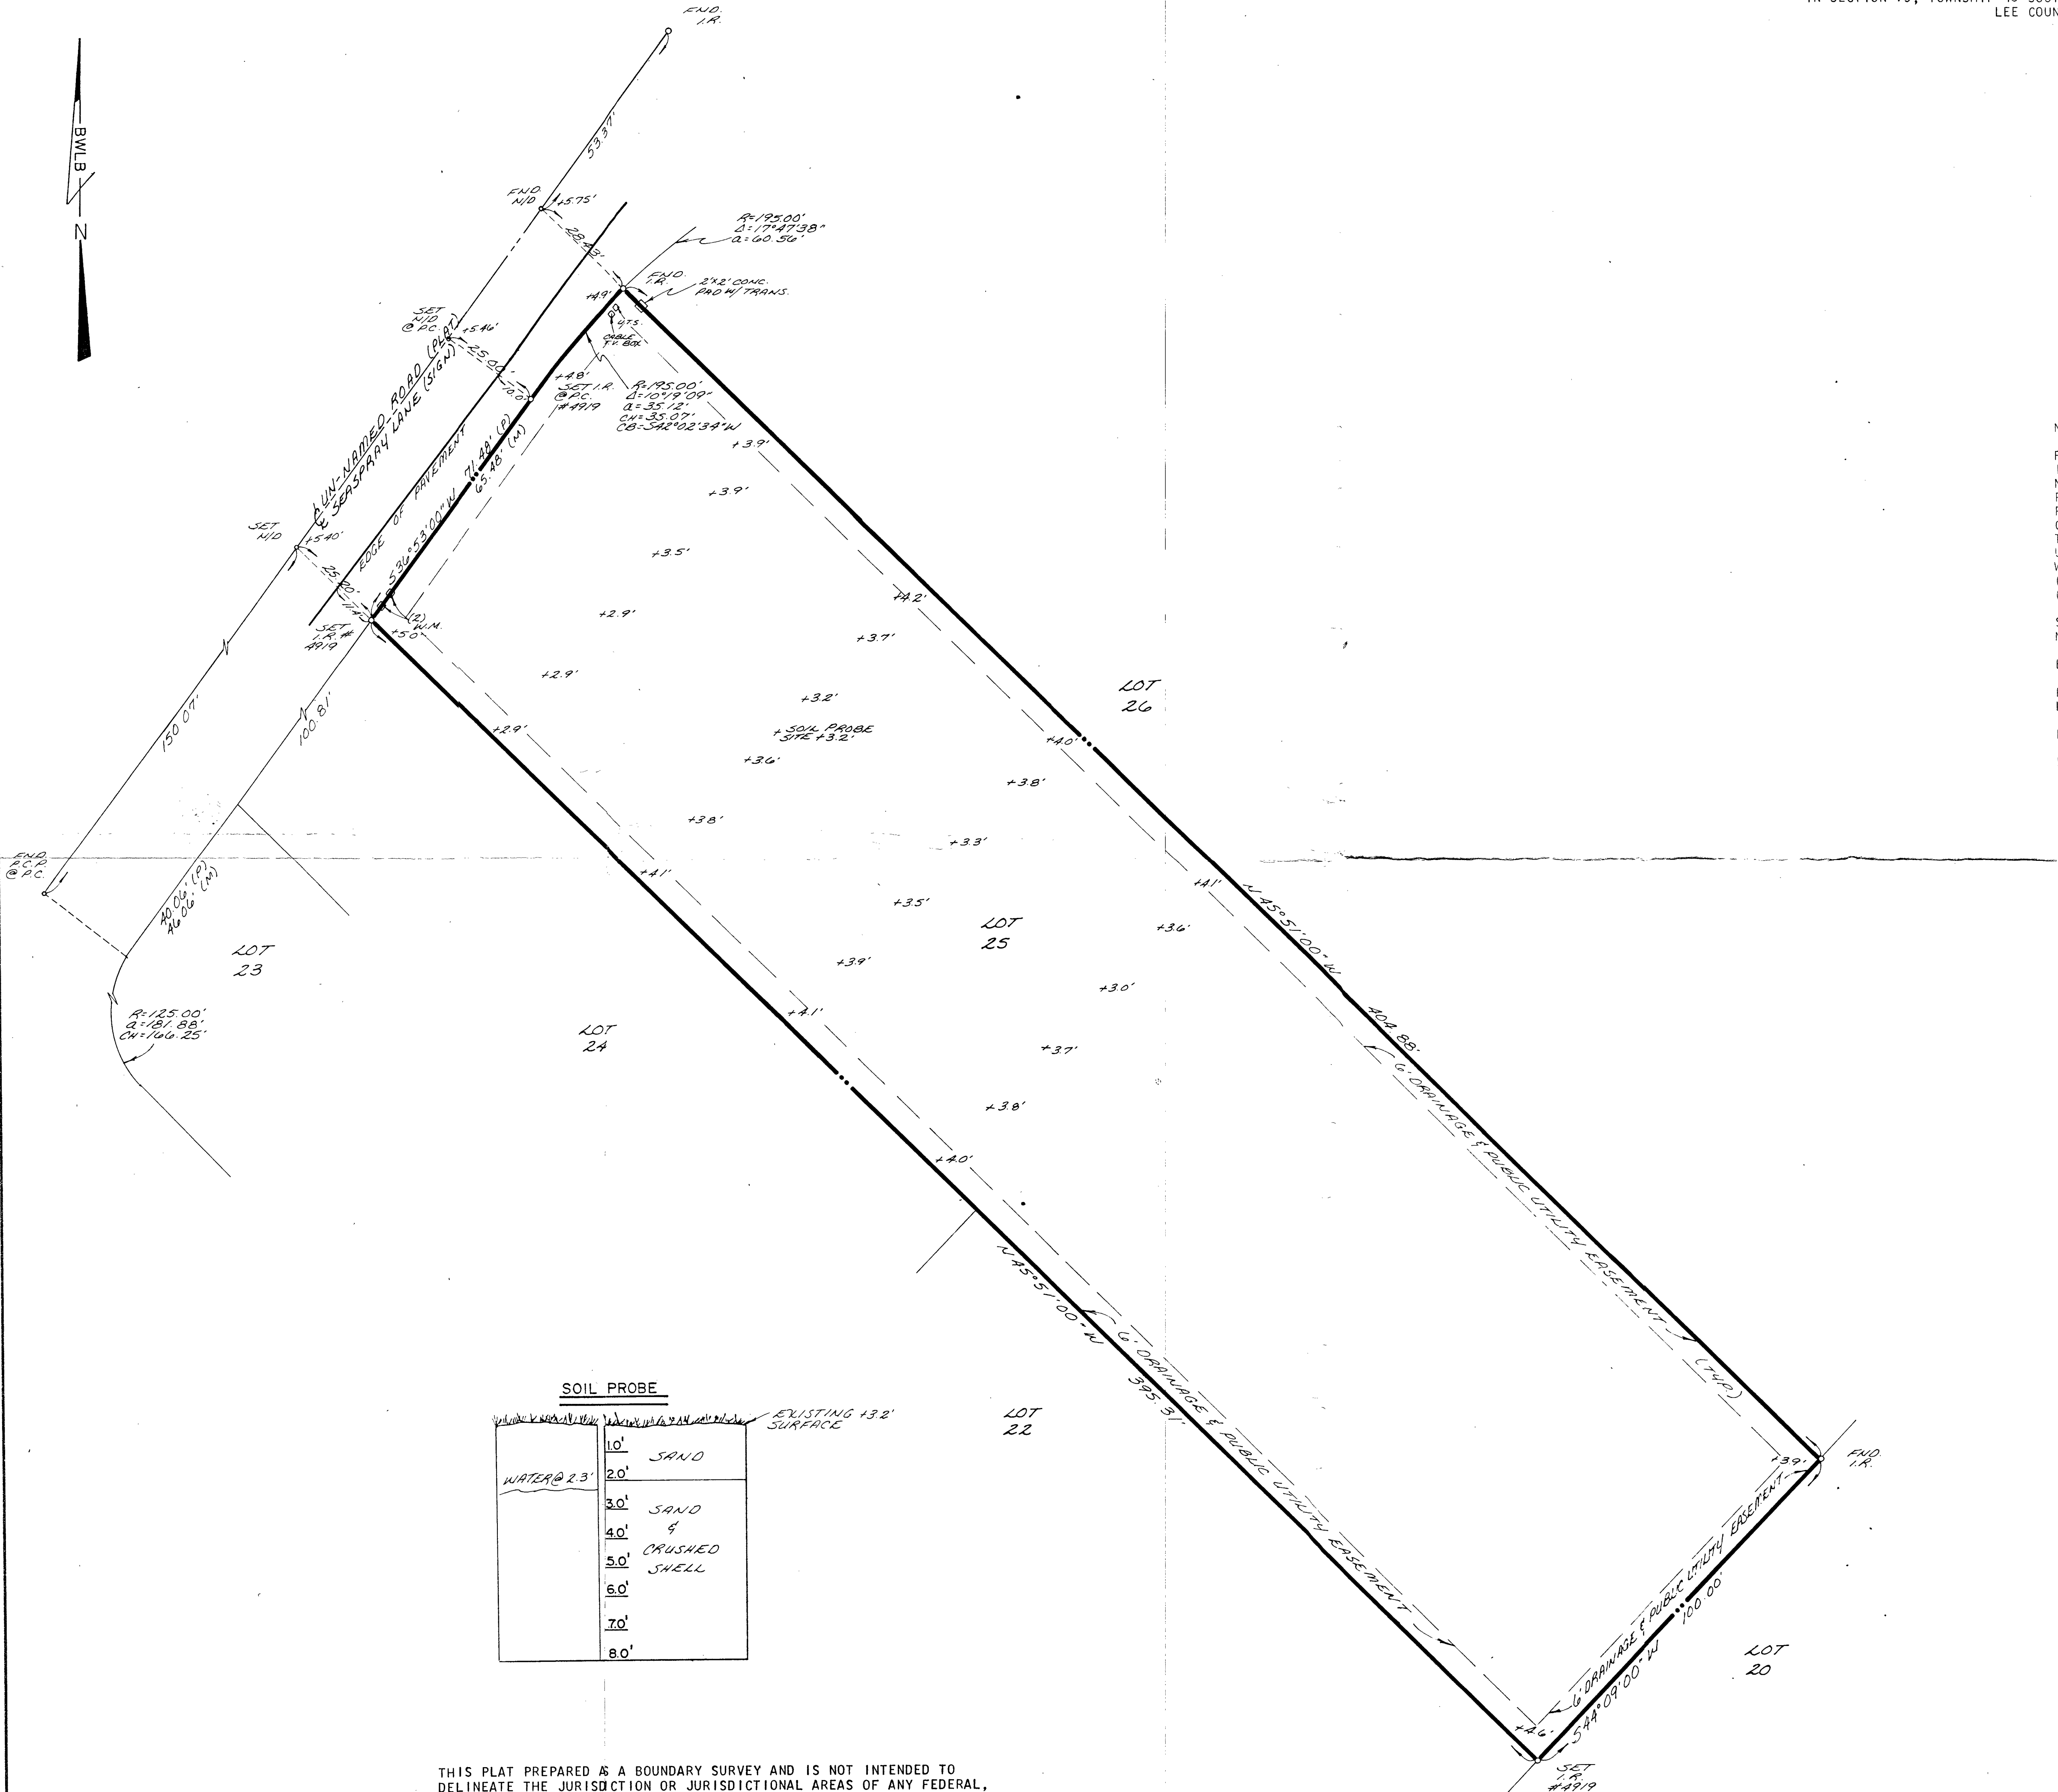 LEE COUN
FND.
I.R.
BWLB
N
53.37'
FND.
N/D
+5.75'
28.43'
R=195.00'
Δ=17°47'38"
a=60.56'
FND.
I.R.
2'x2' CONC.
PAD W/ TRANS.
+4.9'
U.T.S.
CABLE
T.V. BOX
SET
N/D
@ P.C.
+5.46'
25.00'
10.0'
+4.8'
SET I.R.
@ P.C.
#4919
R=195.00'
Δ=10°19'09"
a=35.12'
CH=35.07'
CB=S42°02'34"W
UN-NAMED ROAD (PLAT)
℄ SEASPRAY LANE (SIGN)
EDGE OF PAVEMENT
S36°53'00"W 71.48' (P)
65.48' (M)
SET
N/D
+5.40'
25.20'
11.4'
SET
I.R. #
4919
+5.0'
(2)
W.M.
+3.9'
+3.9'
+3.5'
+2.9'
+4.2'
+3.7'
+2.9'
+3.2'
+2.9'
+ SOIL PROBE
SITE +3.2'
+4.0'
LOT
26
+3.6'
+3.8'
150.07'
100.81'
+3.8'
+3.3'
FND.
P.C.P.
@ P.C.
40.06' (P)
46.06' (M)
+4.1'
+4.1'
N45°51'00"W
+3.5'
LOT
25
+3.6'
LOT
23
+3.9'
+3.0'
404.88'
+4.1'
R=125.00'
a=181.88'
CH=166.25'
LOT
24
+3.7'
+3.8'
6' DRAINAGE & PUBLIC UTILITY EASEMENT (TYP)
+4.0'
N45°51'00"W
6' DRAINAGE & PUBLIC UTILITY EASEMENT
395.31'
LOT
22
+3.9'
FND.
I.R.
6' DRAINAGE & PUBLIC UTILITY EASEMENT
100.00'
S44°09'00"W
LOT
20
+4.6'
SET
I.R.
#4919
SOIL PROBE
EXISTING +3.2'
SURFACE
1.0'
SAND
WATER@ 2.3'
2.0'
3.0'
SAND
4.0'
&
CRUSHED
5.0'
SHELL
6.0'
7.0'
8.0'
THIS PLAT PREPARED AS A BOUNDARY SURVEY AND IS NOT INTENDED TO
DELINEATE THE JURISDICTION OR JURISDICTIONAL AREAS OF ANY FEDERAL,